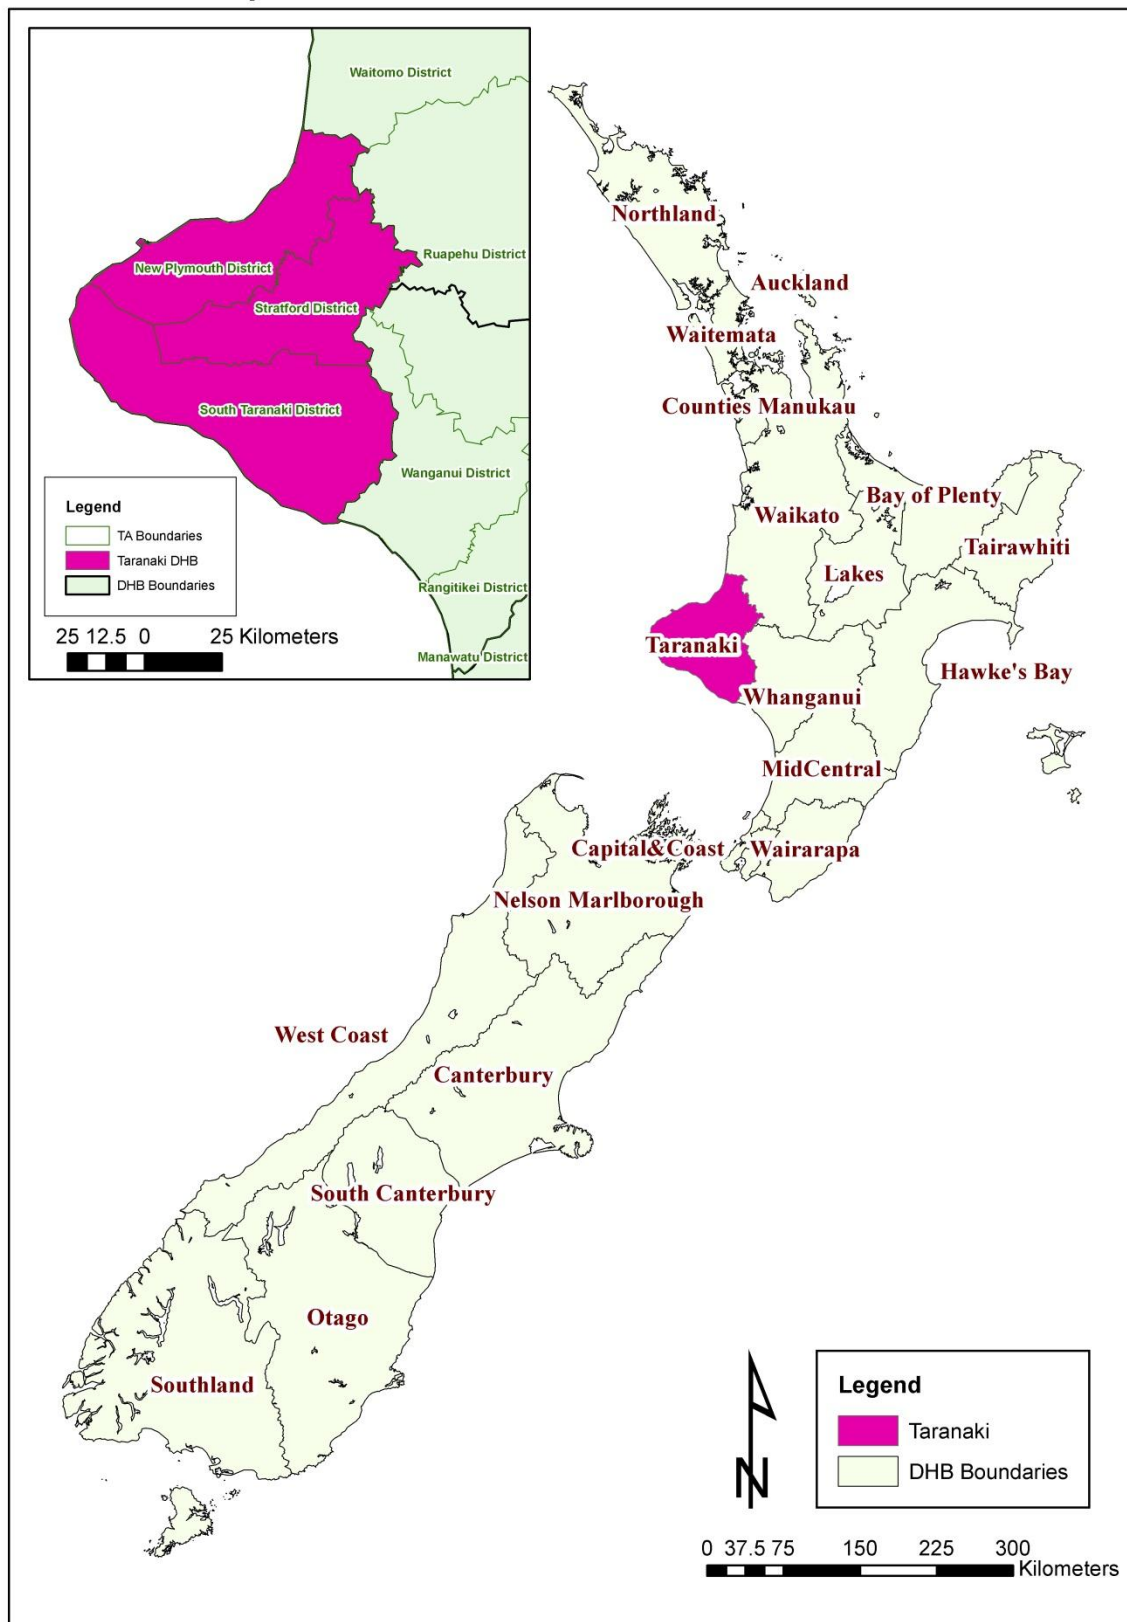 Waitomo District
New Plymouth District
Ruapehu District
Stratford District
South Taranaki District
Wanganui District
Rangitikei District
Manawatu District
Legend
TA Boundaries
Taranaki DHB
DHB Boundaries
25 12.5 0 25 Kilometers
Northland
Auckland
Waitemata
Counties Manukau
Bay of Plenty
Waikato
Tairawhiti
Lakes
Taranaki
Hawke's Bay
Whanganui
MidCentral
Capital&Coast
Wairarapa
Nelson Marlborough
West Coast
Canterbury
South Canterbury
Otago
Southland
N
Legend
Taranaki
DHB Boundaries
0 37.5 75 150 225 300
Kilometers